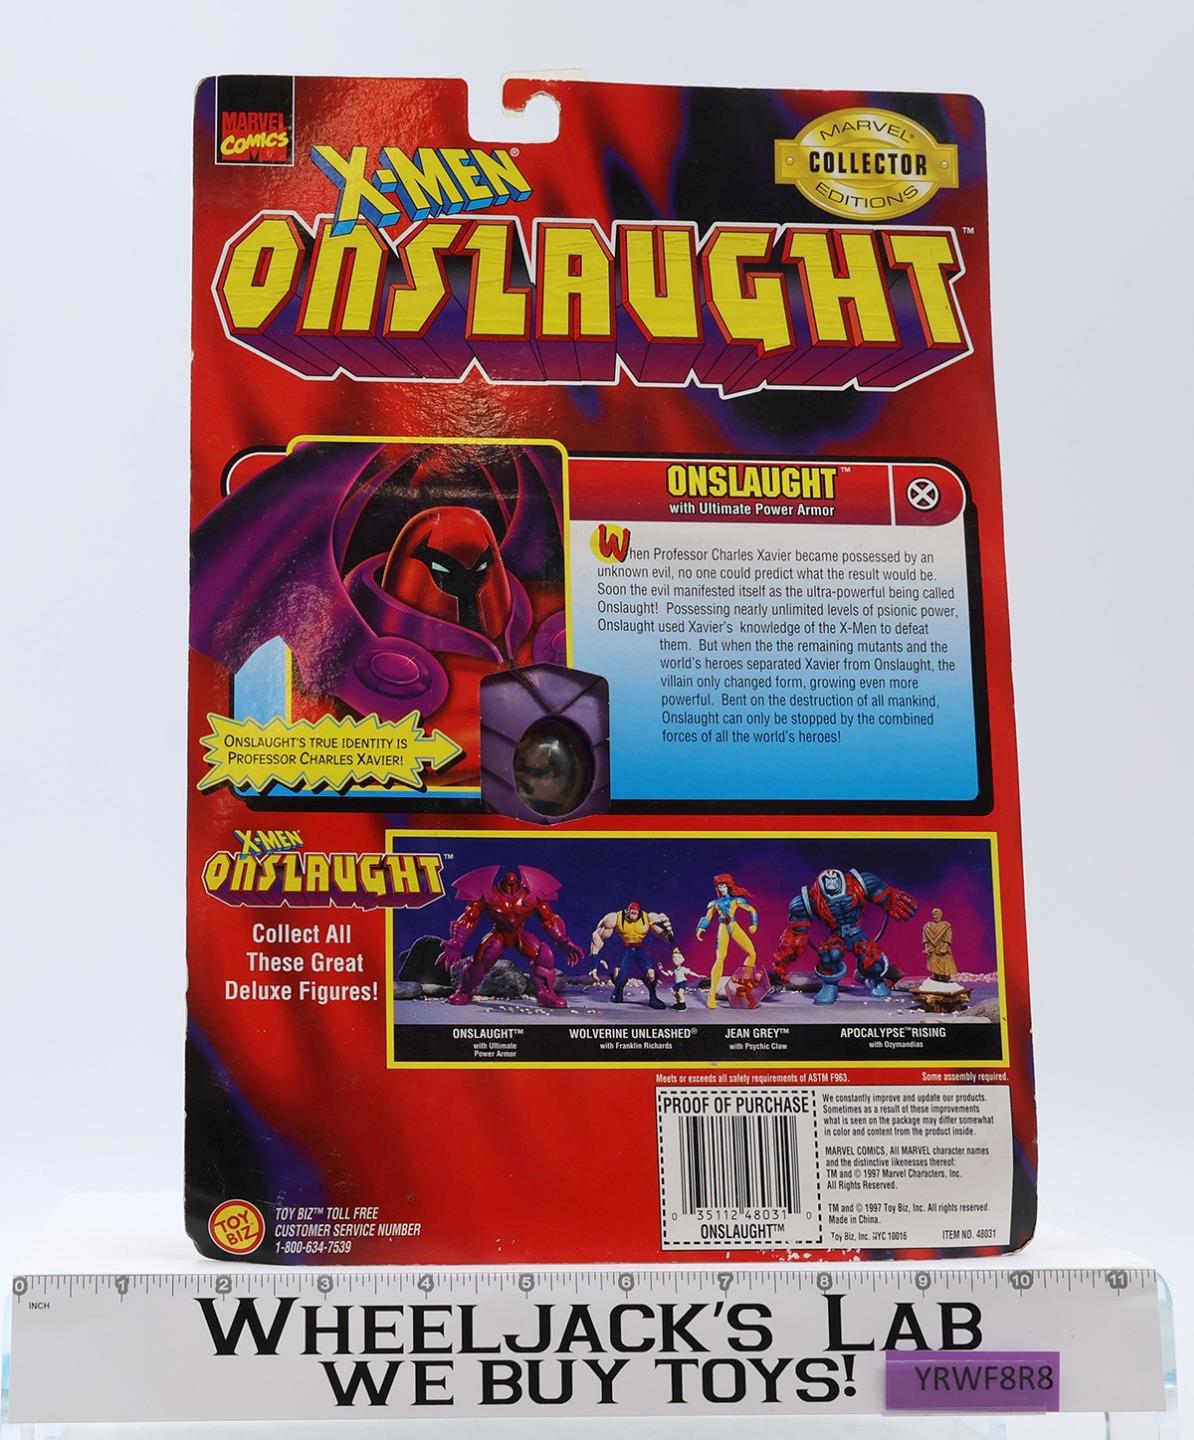 MARVEL
COMICS
MARVEL®
COLLECTOR
EDITIONS
X-MEN®
ONSLAUGHT™
ONSLAUGHT™
with Ultimate Power Armor
When Professor Charles Xavier became possessed by an
unknown evil, no one could predict what the result would be.
Soon the evil manifested itself as the ultra-powerful being called
Onslaught! Possessing nearly unlimited levels of psionic power,
Onslaught used Xavier's knowledge of the X-Men to defeat
them. But when the the remaining mutants and the
world's heroes separated Xavier from Onslaught, the
villain only changed form, growing even more
powerful. Bent on the destruction of all mankind,
Onslaught can only be stopped by the combined
forces of all the world's heroes!
ONSLAUGHT'S TRUE IDENTITY IS
PROFESSOR CHARLES XAVIER!
X-MEN®
ONSLAUGHT™
Collect All
These Great
Deluxe Figures!
ONSLAUGHT™
with Ultimate
Power Armor
WOLVERINE UNLEASHED®
with Franklin Richards
JEAN GREY™
with Psychic Claw
APOCALYPSE™ RISING
with Ozymandias
Meets or exceeds all safety requirements of ASTM F963.
Some assembly required.
PROOF OF PURCHASE
0 35112 48031 0
ONSLAUGHT™
We constantly improve and update our products.
Sometimes as a result of these improvements
what is seen on the package may differ somewhat
in color and content from the product inside.
MARVEL COMICS, All MARVEL character names
and the distinctive likenesses thereof:
TM and © 1997 Marvel Characters, Inc.
All Rights Reserved.
TM and © 1997 Toy Biz, Inc. All rights reserved.
Made in China.
Toy Biz, Inc. NYC 10016
ITEM NO. 48031
TOY
BIZ
TOY BIZ™ TOLL FREE
CUSTOMER SERVICE NUMBER
1-800-634-7539
0 1 2 3 4 5 6 7 8 9 10 11
INCH
WHEELJACK'S LAB
WE BUY TOYS!
YRWF8R8